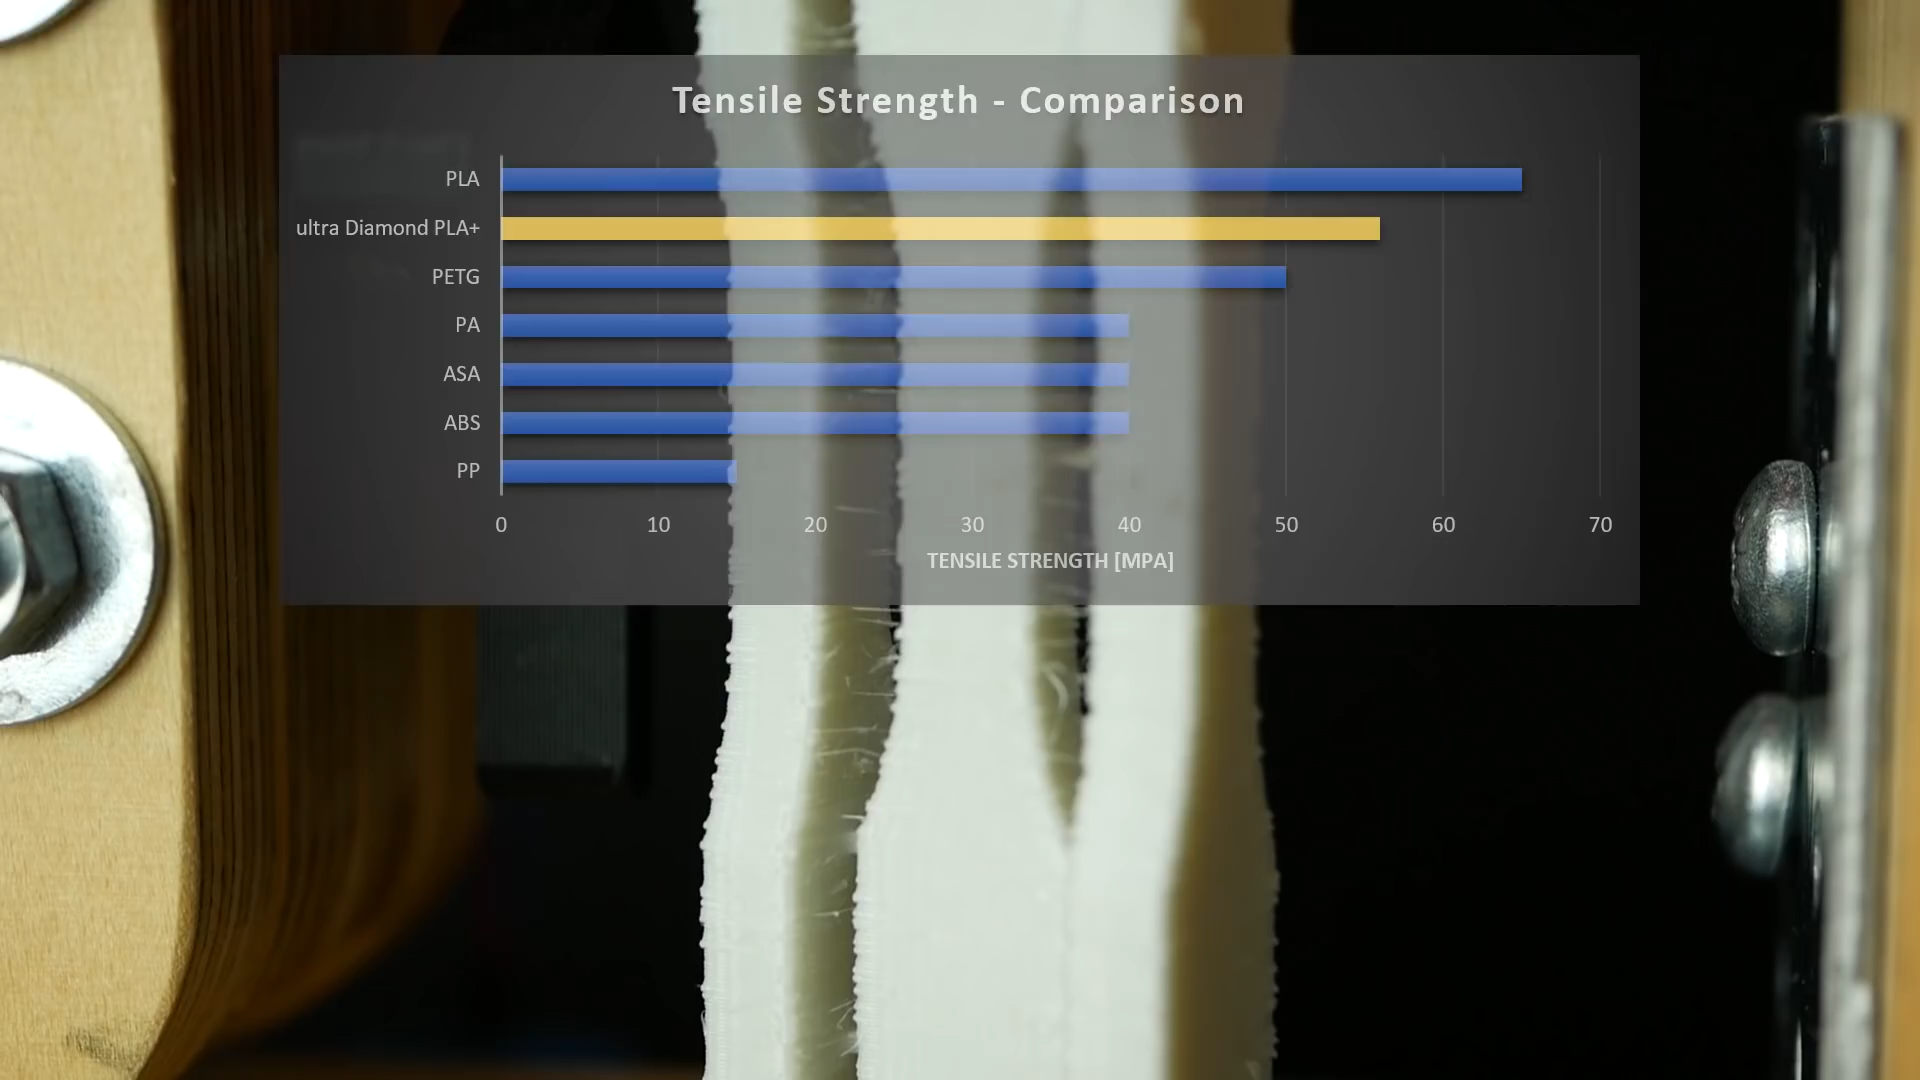 Tensile Strength - Comparison
PLA
ultra Diamond PLA+
PETG
PA
ASA
ABS
PP
0 10 20 30 40 50 60 70
TENSILE STRENGTH [MPA]